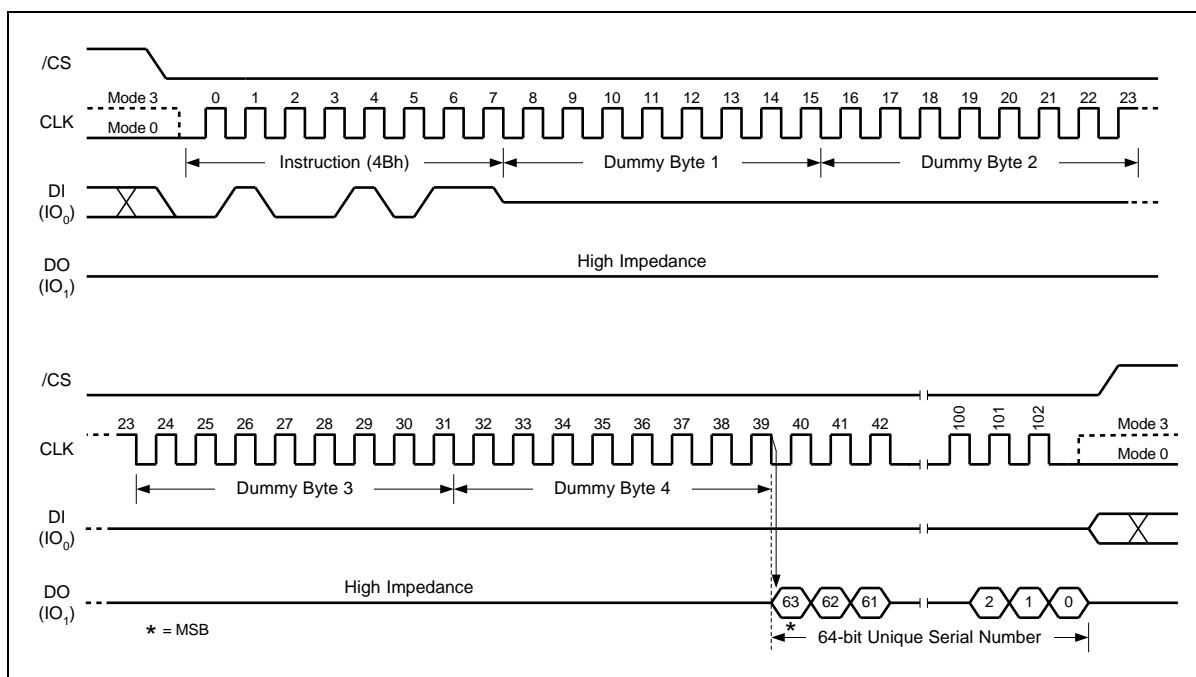 /CS
Mode 3
0 1 2 3 4 5 6 7 8 9 10 11 12 13 14 15 16 17 18 19 20 21 22 23
CLK
Mode 0
Instruction (4Bh) Dummy Byte 1 Dummy Byte 2
DI
(IO0)
High Impedance
DO
(IO1)
/CS
23 24 25 26 27 28 29 30 31 32 33 34 35 36 37 38 39 40 41 42 100 101 102
Mode 3
CLK
Mode 0
Dummy Byte 3 Dummy Byte 4
DI
(IO0)
High Impedance
DO
(IO1)
63 62 61 2 1 0
* = MSB
*
64-bit Unique Serial Number